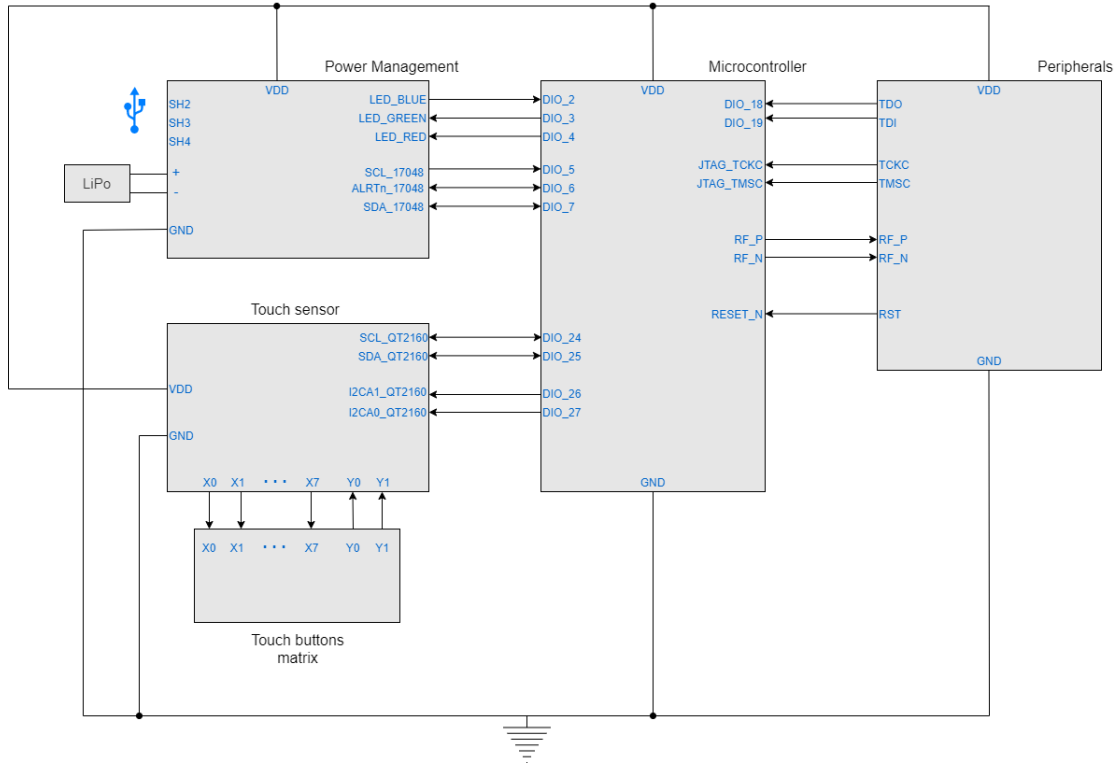 Power Management
VDD
SH2
SH3
SH4
+
-
GND
LED_BLUE
LED_GREEN
LED_RED
SCL_17048
ALRTn_17048
SDA_17048
LiPo
Microcontroller
VDD
DIO_2
DIO_3
DIO_4
DIO_5
DIO_6
DIO_7
DIO_24
DIO_25
DIO_26
DIO_27
DIO_18
DIO_19
JTAG_TCKC
JTAG_TMSC
RF_P
RF_N
RESET_N
GND
Peripherals
VDD
TDO
TDI
TCKC
TMSC
RF_P
RF_N
RST
GND
Touch sensor
SCL_QT2160
SDA_QT2160
I2CA1_QT2160
I2CA0_QT2160
VDD
GND
X0 X1 ··· X7 Y0 Y1
X0 X1 ··· X7 Y0 Y1
Touch buttons
matrix